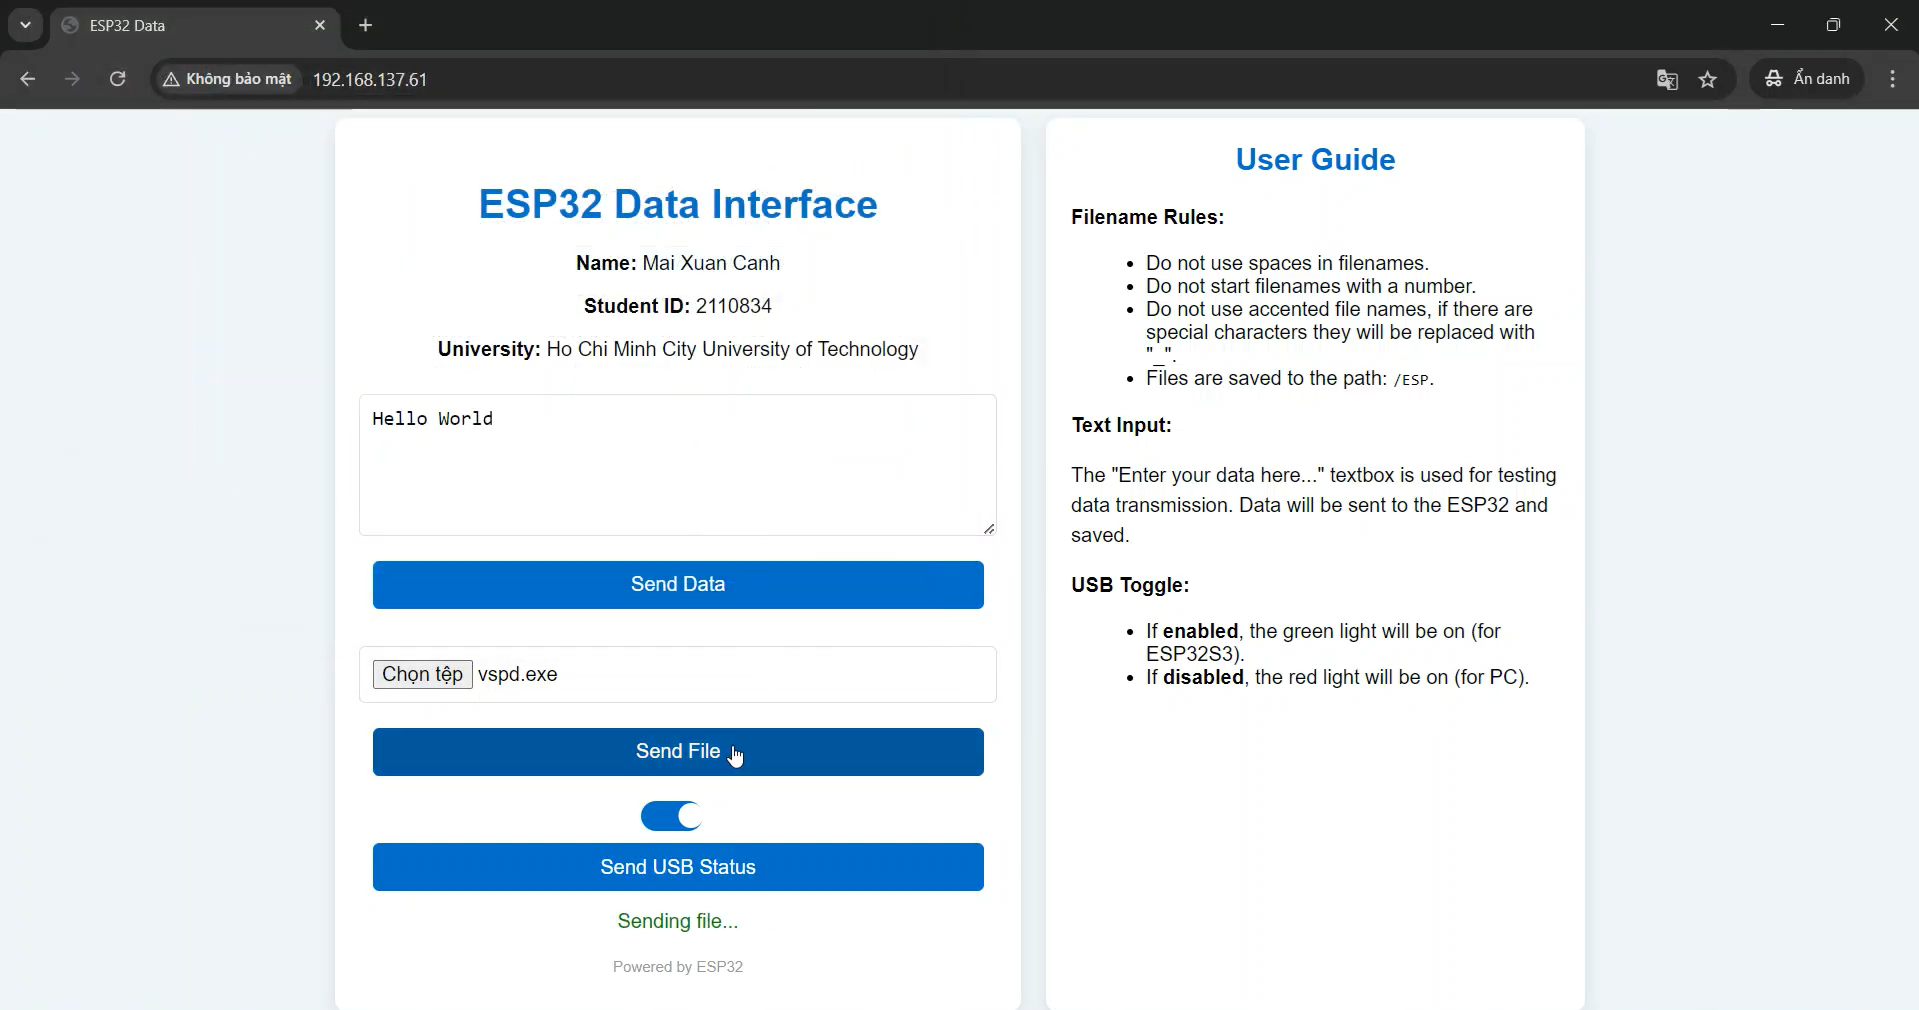 ESP32 Data
Không bảo mật
192.168.137.61
Ẩn danh
ESP32 Data Interface
Name: Mai Xuan Canh
Student ID: 2110834
University: Ho Chi Minh City University of Technology
Hello World
Send Data
Chọn tệp vspd.exe
Send File
Send USB Status
Sending file...
Powered by ESP32
User Guide
Filename Rules:
• Do not use spaces in filenames.
• Do not start filenames with a number.
• Do not use accented file names, if there are
special characters they will be replaced with
"_".
• Files are saved to the path: /ESP.
Text Input:
The "Enter your data here..." textbox is used for testing
data transmission. Data will be sent to the ESP32 and
saved.
USB Toggle:
• If enabled, the green light will be on (for
ESP32S3).
• If disabled, the red light will be on (for PC).